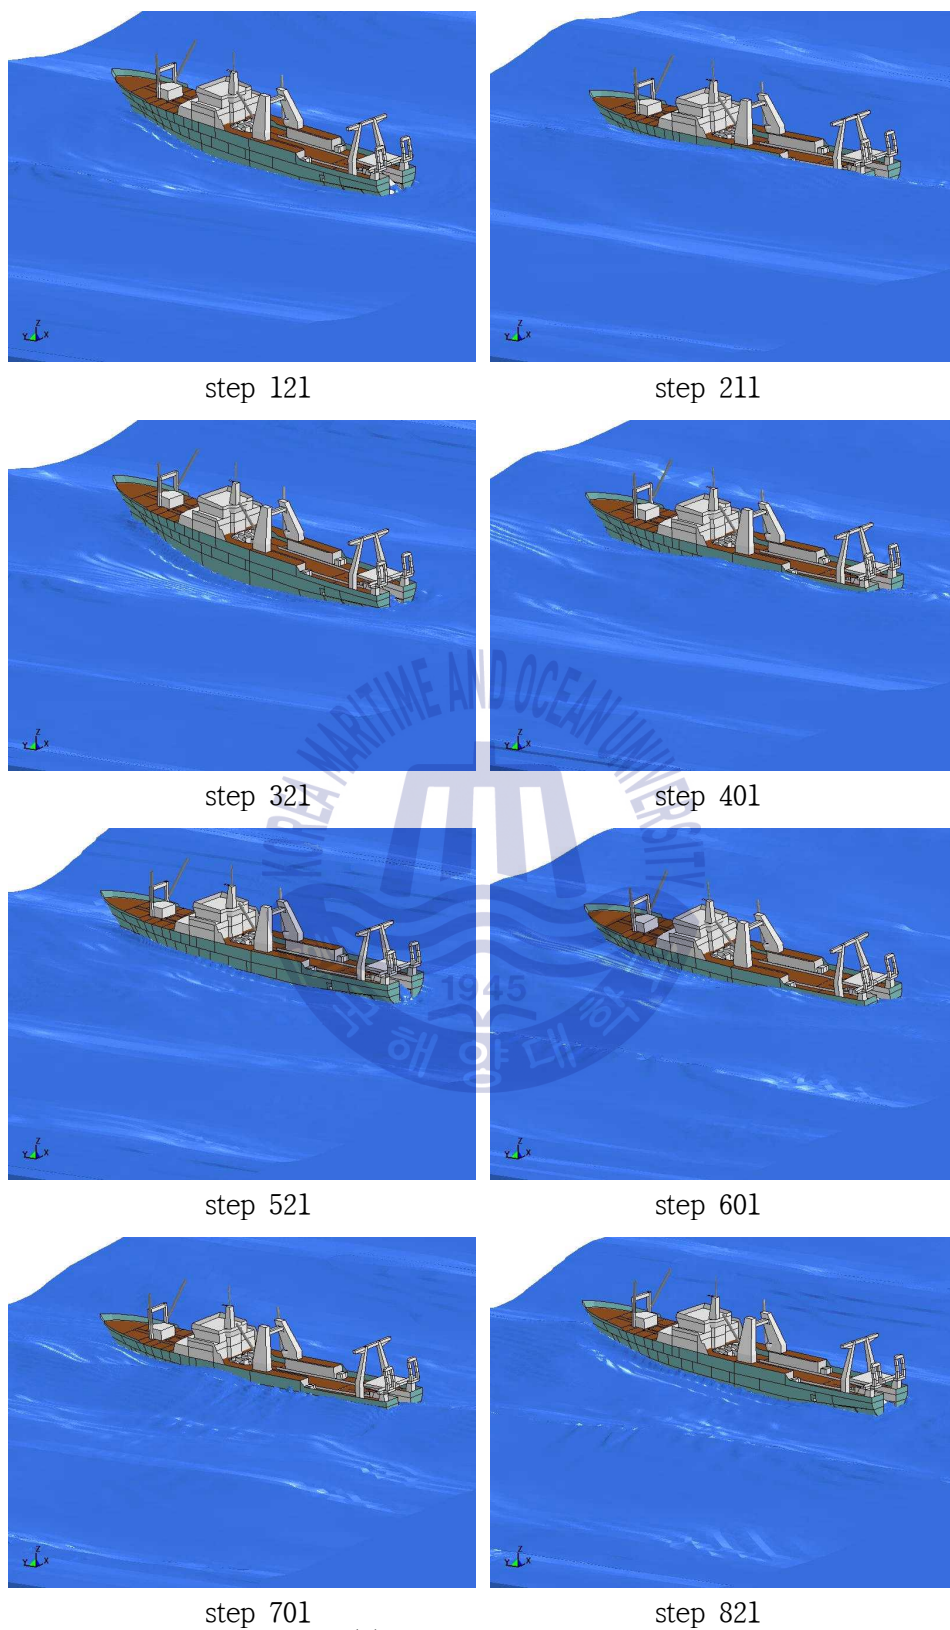 Z
Y X
Z
Y X
step 121
step 211
Z
Y X
Z
Y X
step 321
step 401
KOREA MARITIME AND OCEAN UNIVERSITY
Z
Y X
Z
Y X
1945
해양대학
step 521
step 601
Z
Y X
Z
Y X
step 701
step 821